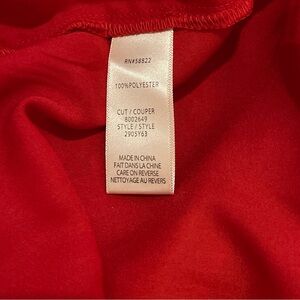 RN#58822
100%POLYESTER
CUT / COUPER
8002649
STYLE / STYLE
2905Y63
MADE IN CHINA
FAIT DANS LA CHINE
CARE ON REVERSE
NETTOYAGE AU REVERS